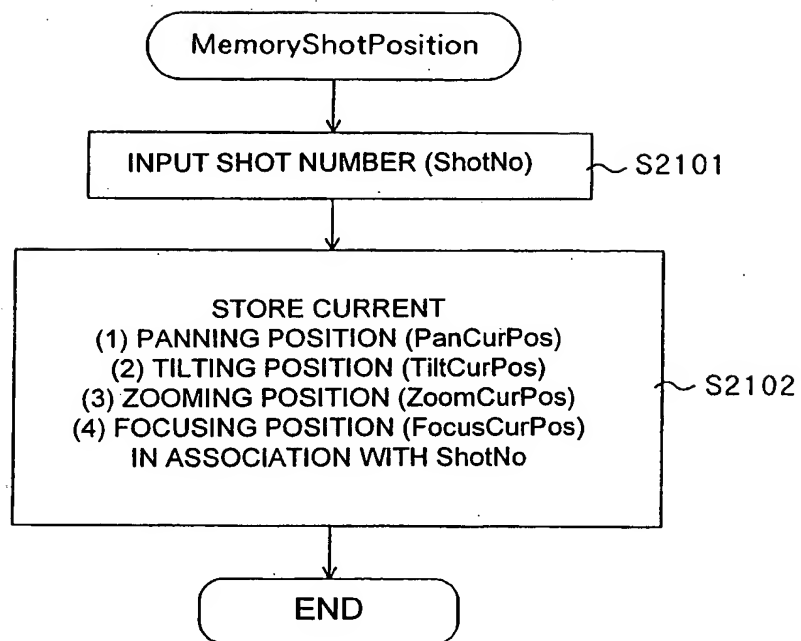 MemoryShotPosition
INPUT SHOT NUMBER (ShotNo)
S2101
STORE CURRENT
(1) PANNING POSITION (PanCurPos)
(2) TILTING POSITION (TiltCurPos)
(3) ZOOMING POSITION (ZoomCurPos)
(4) FOCUSING POSITION (FocusCurPos)
IN ASSOCIATION WITH ShotNo
S2102
END